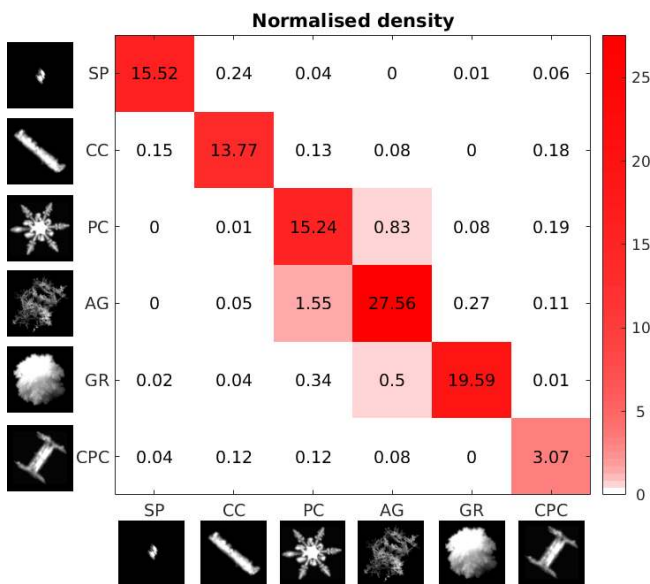 Normalised density
SP 15.52 0.24 0.04 0 0.01 0.06
CC 0.15 13.77 0.13 0.08 0 0.18
PC 0 0.01 15.24 0.83 0.08 0.19
AG 0 0.05 1.55 27.56 0.27 0.11
GR 0.02 0.04 0.34 0.5 19.59 0.01
CPC 0.04 0.12 0.12 0.08 0 3.07
SP CC PC AG GR CPC
25
20
15
10
5
0